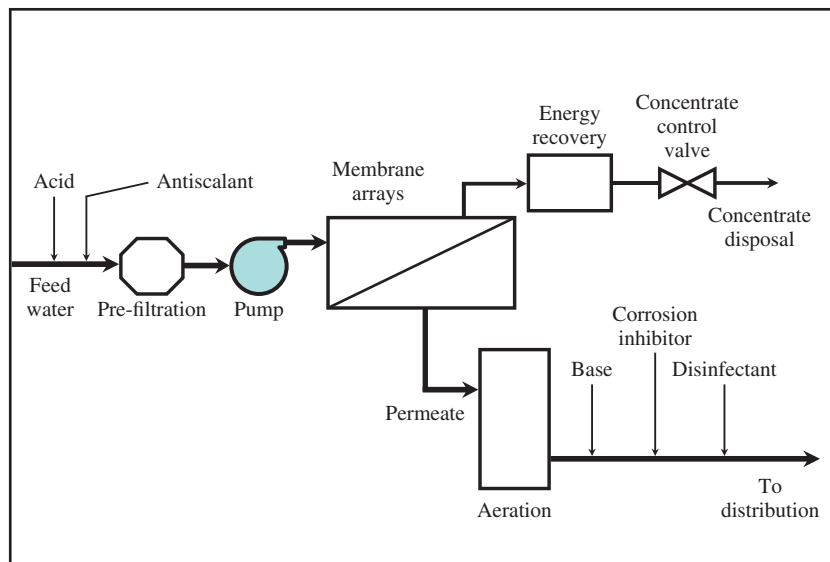 Energy
recovery
Concentrate
control
valve
Membrane
arrays
Acid
Antiscalant
Concentrate
disposal
Feed
water
Pre-filtration
Pump
Corrosion
inhibitor
Base
Disinfectant
Permeate
Aeration
To
distribution